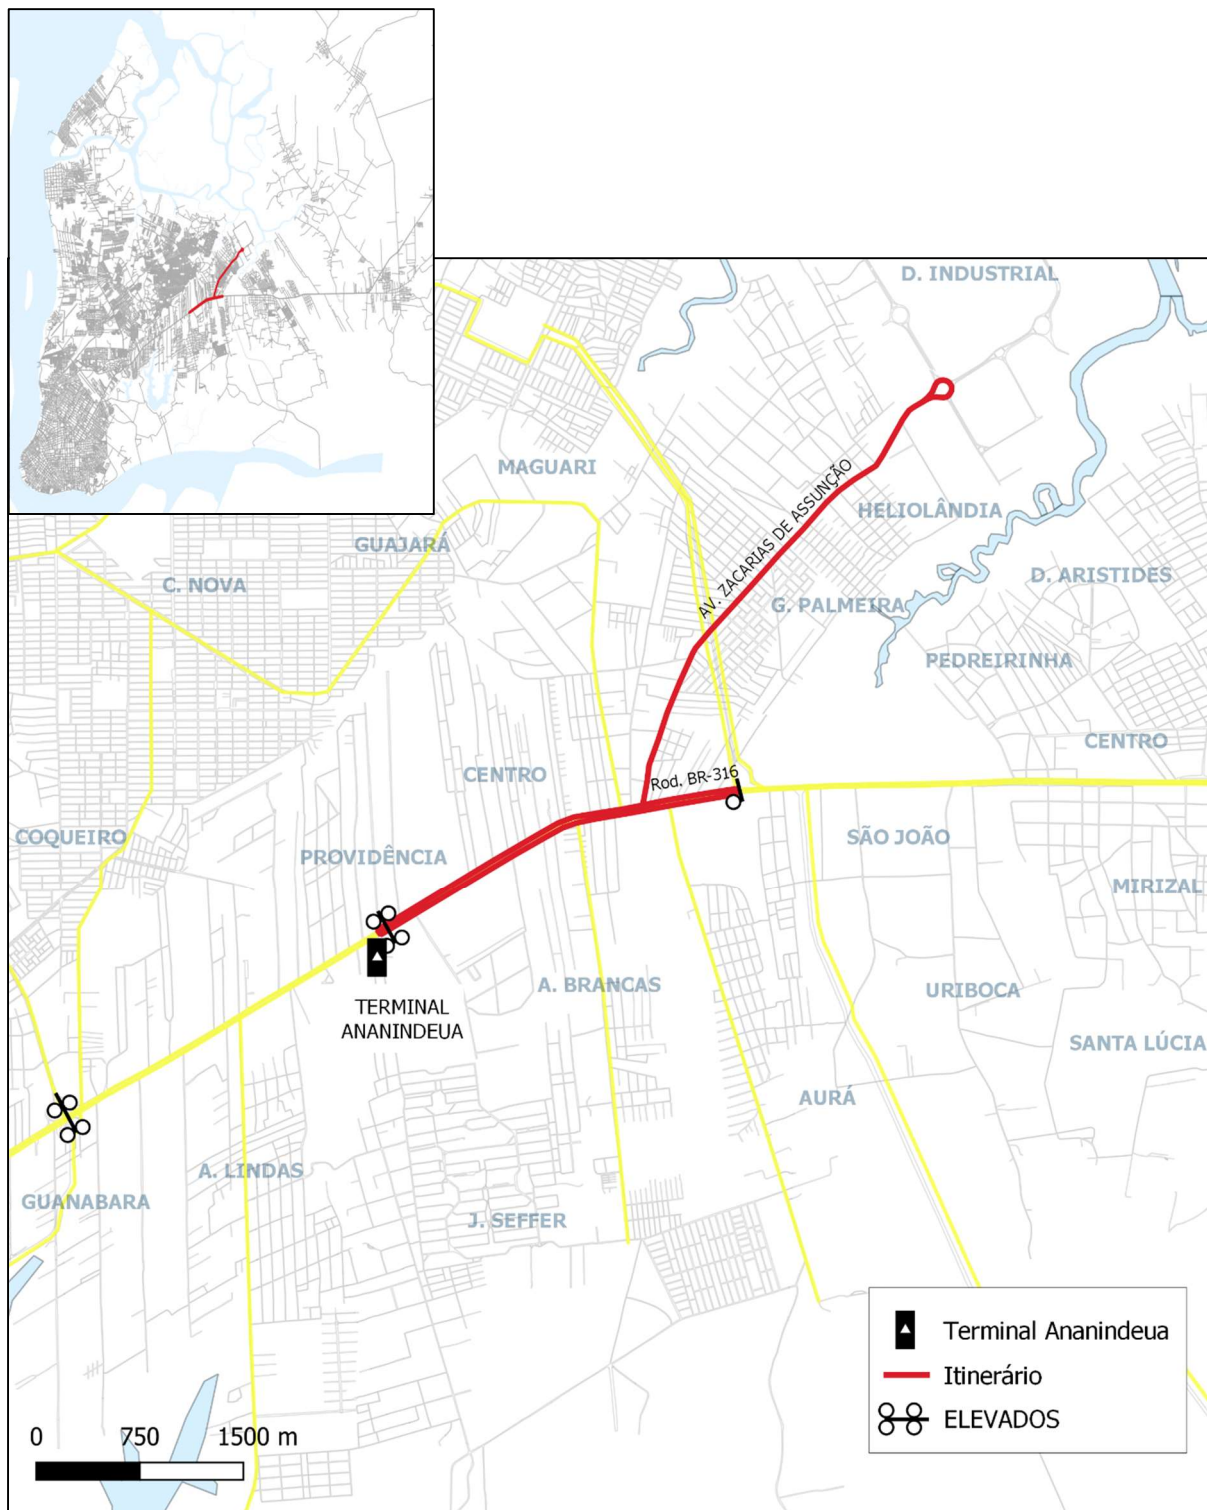 D. INDUSTRIAL
MAGUARI
AV. ZACARIAS DE ASSUNÇÃO
HELIOLÂNDIA
GUAJARÁ
C. NOVA
D. ARISTIDES
G. PALMEIRA
PEDREIRINHA
CENTRO
CENTRO
Rod. BR-316
COQUEIRO
SÃO JOÃO
PROVIDÊNCIA
MIRIZAL
A. BRANCAS
URIBOCA
TERMINAL
ANANINDEUA
SANTA LÚCIA
AURÁ
A. LINDAS
GUANABARA
J. SEFFER
Terminal Ananindeua
Itinerário
ELEVADOS
0 750 1500 m